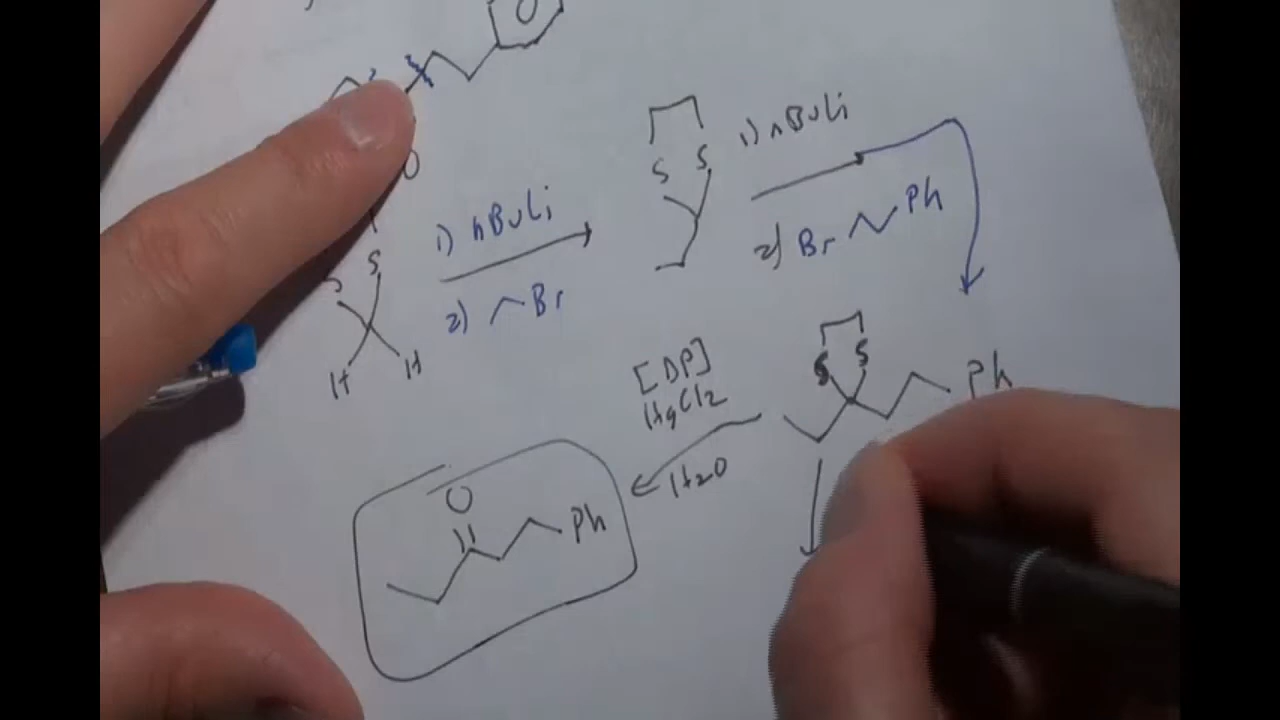 O
O
S S
1) nBuLi
2) Br Ph
1) nBuLi
2) Br
S S
H H
S S
Ph
[DP]
HgCl2
H2O
O
Ph